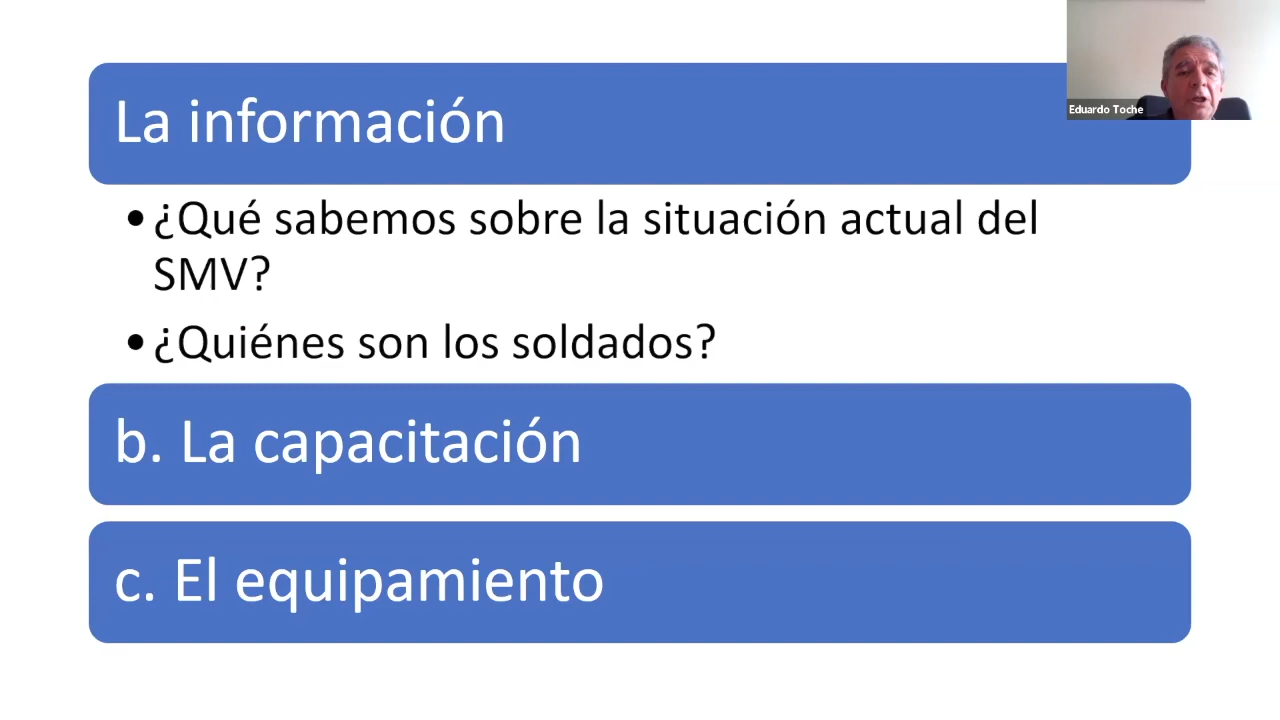 La información
Eduardo Toche
•¿Qué sabemos sobre la situación actual del
SMV?
•¿Quiénes son los soldados?
b. La capacitación
c. El equipamiento